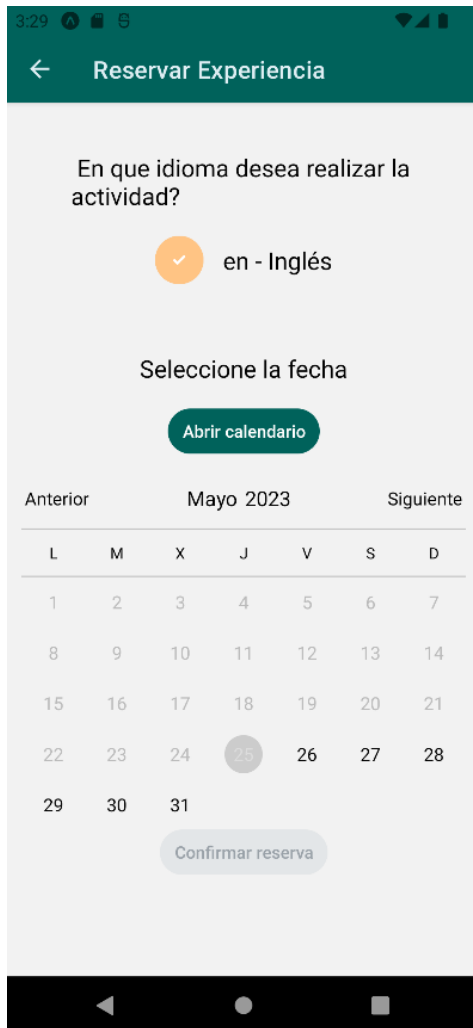 3:29
Reservar Experiencia
En que idioma desea realizar la
actividad?
en - Inglés
Seleccione la fecha
Abrir calendario
Anterior Mayo 2023 Siguiente
L M X J V S D
1 2 3 4 5 6 7
8 9 10 11 12 13 14
15 16 17 18 19 20 21
22 23 24 25 26 27 28
29 30 31
Confirmar reserva